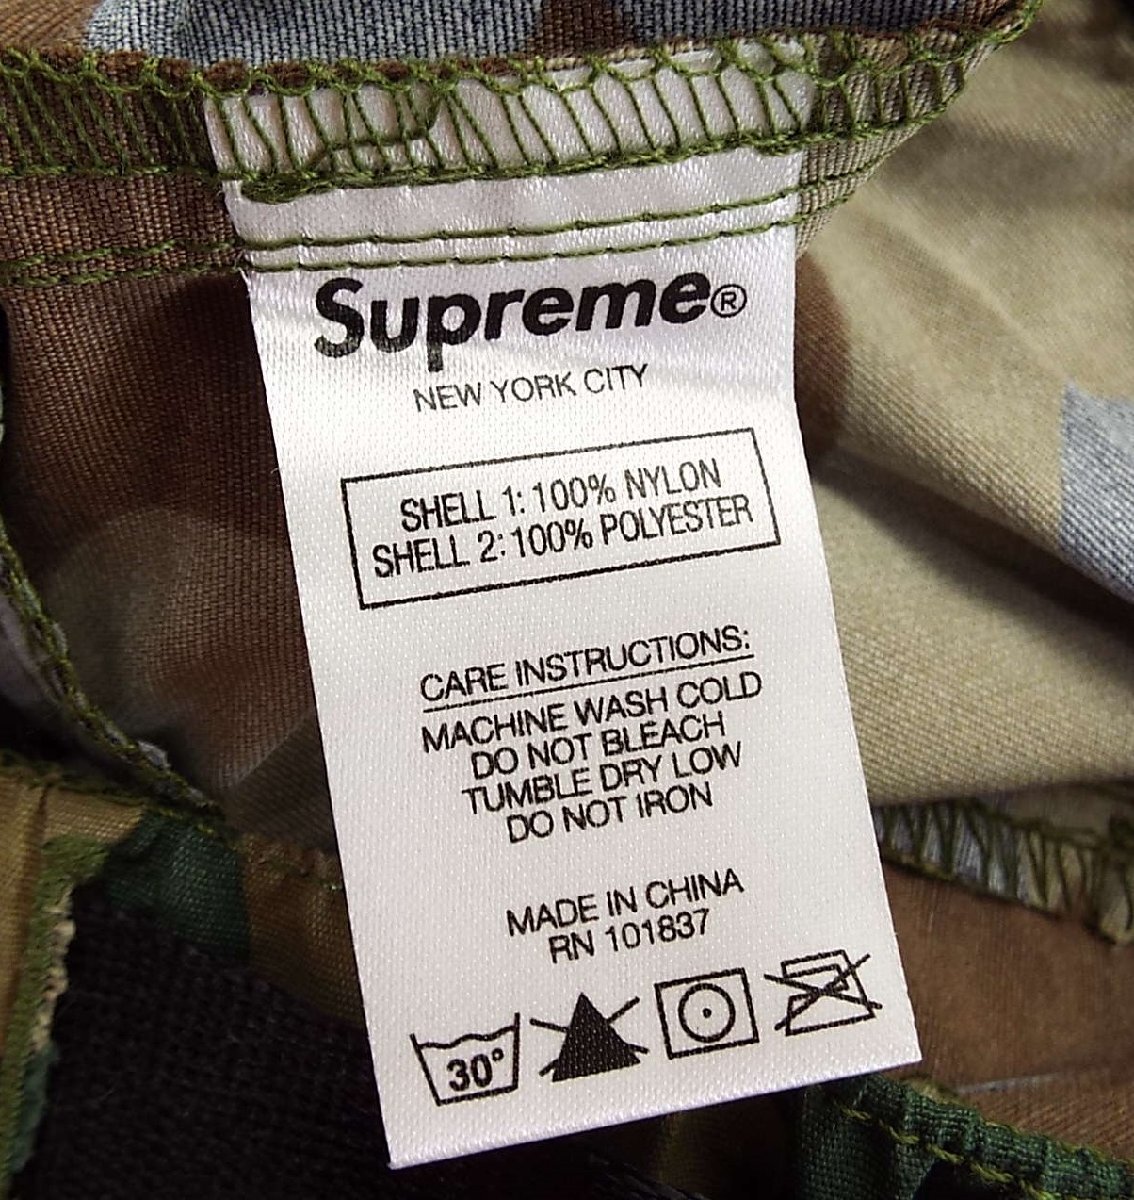 Supreme®
NEW YORK CITY
SHELL 1: 100% NYLON
SHELL 2: 100% POLYESTER
CARE INSTRUCTIONS:
MACHINE WASH COLD
DO NOT BLEACH
TUMBLE DRY LOW
DO NOT IRON
MADE IN CHINA
RN 101837
30°